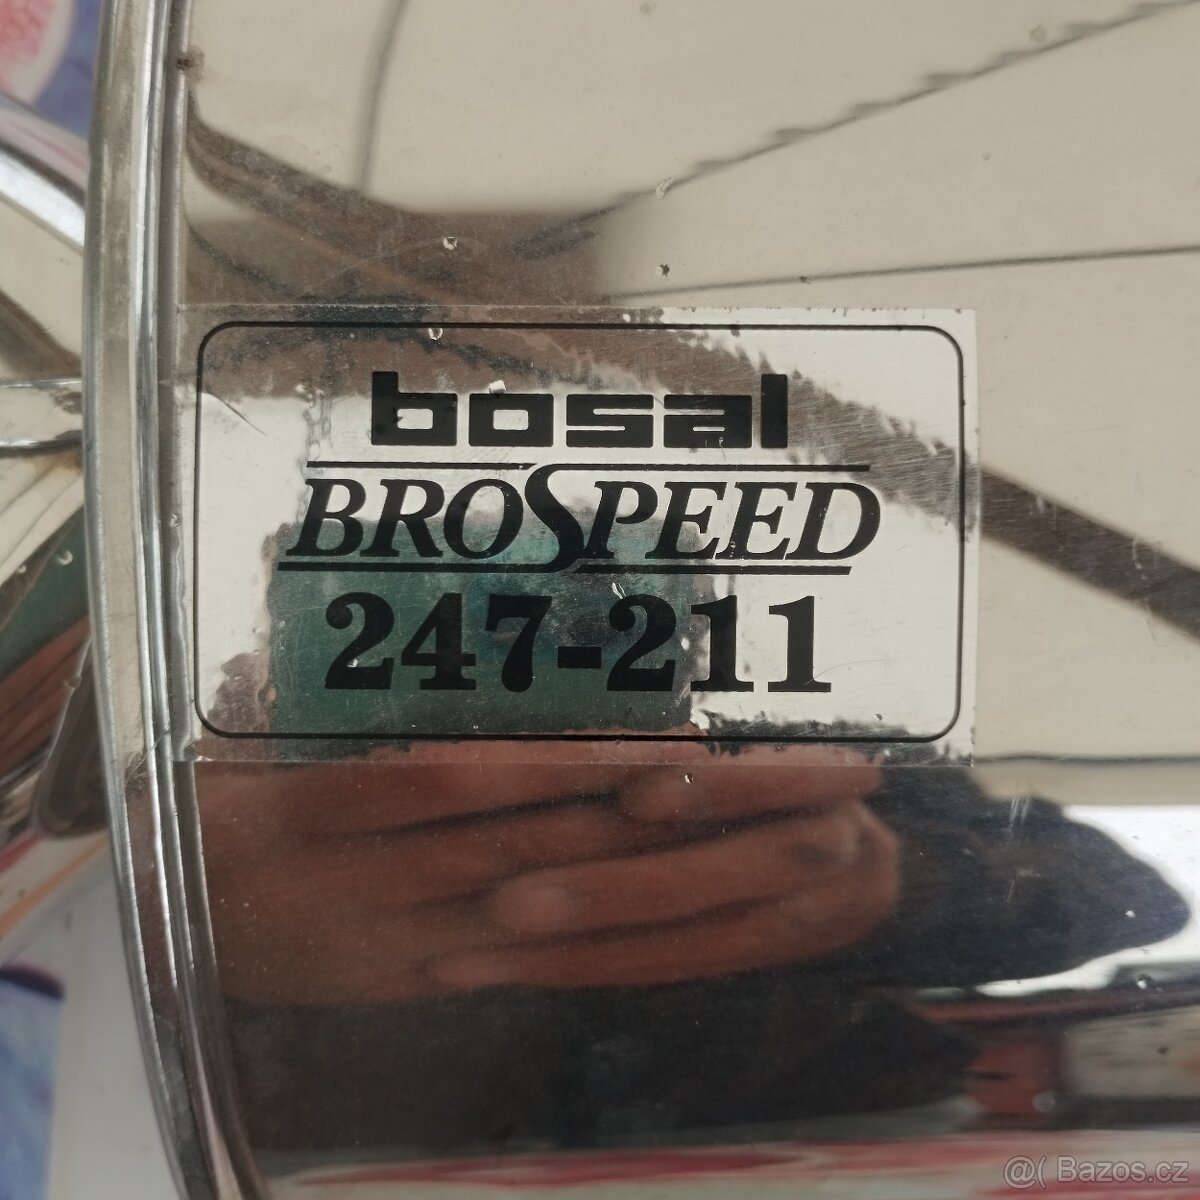 bosal
BROSPEED
247-211
@( Bazos.cz